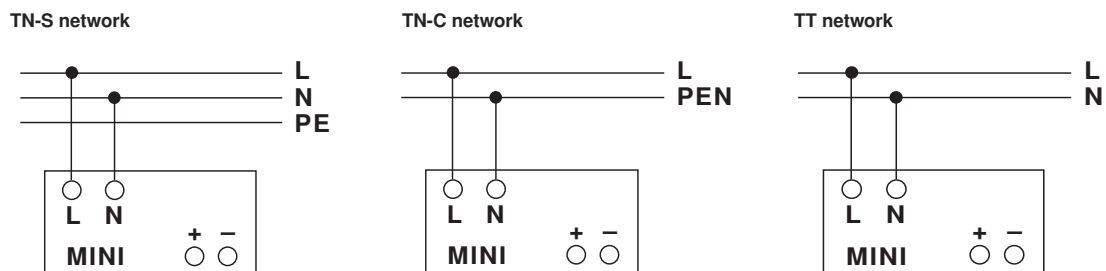 TN-S network
L
N
PE
L N
+ –
MINI
TN-C network
L
PEN
L N
+ –
MINI
TT network
L
N
L N
+ –
MINI